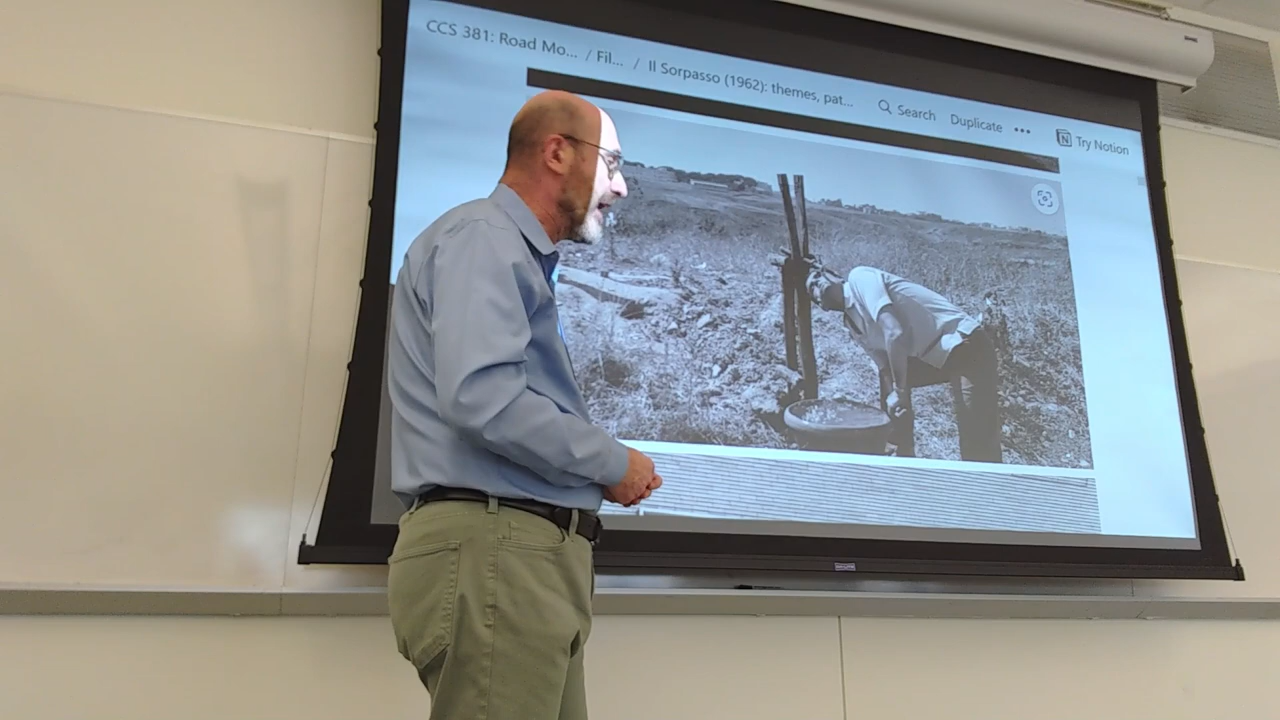 CCS 381: Road Mo... / Fil... / Il Sorpasso (1962): themes, pat... Search Duplicate ••• Try Notion